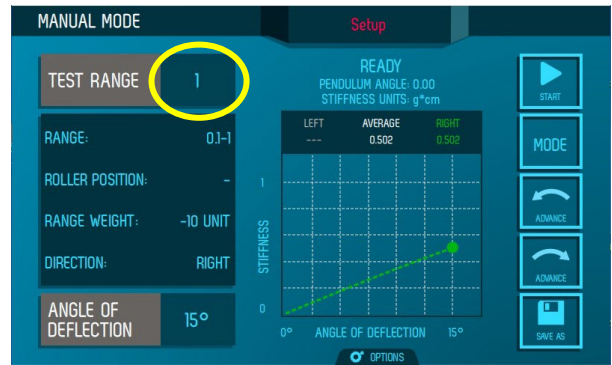 MANUAL MODE
Setup
TEST RANGE 1
READY
PENDULUM ANGLE: 0.00
STIFFNESS UNITS: g*cm
START
RANGE: 0.1-1
ROLLER POSITION: -
RANGE WEIGHT: -10 UNIT
DIRECTION: RIGHT
LEFT AVERAGE RIGHT
--- 0.502 0.502
MODE
1
STIFFNESS
0
0° ANGLE OF DEFLECTION 15°
ADVANCE
ADVANCE
ANGLE OF
DEFLECTION
15°
SAVE AS
OPTIONS